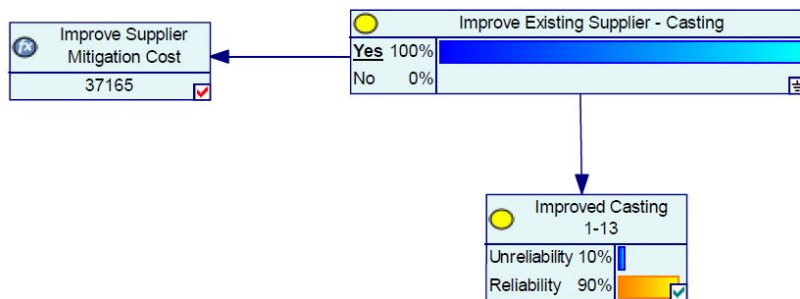 Improve Supplier
Mitigation Cost
37165
Improve Existing Supplier - Casting
Yes 100%
No 0%
Improved Casting
1-13
Unreliability 10%
Reliability 90%